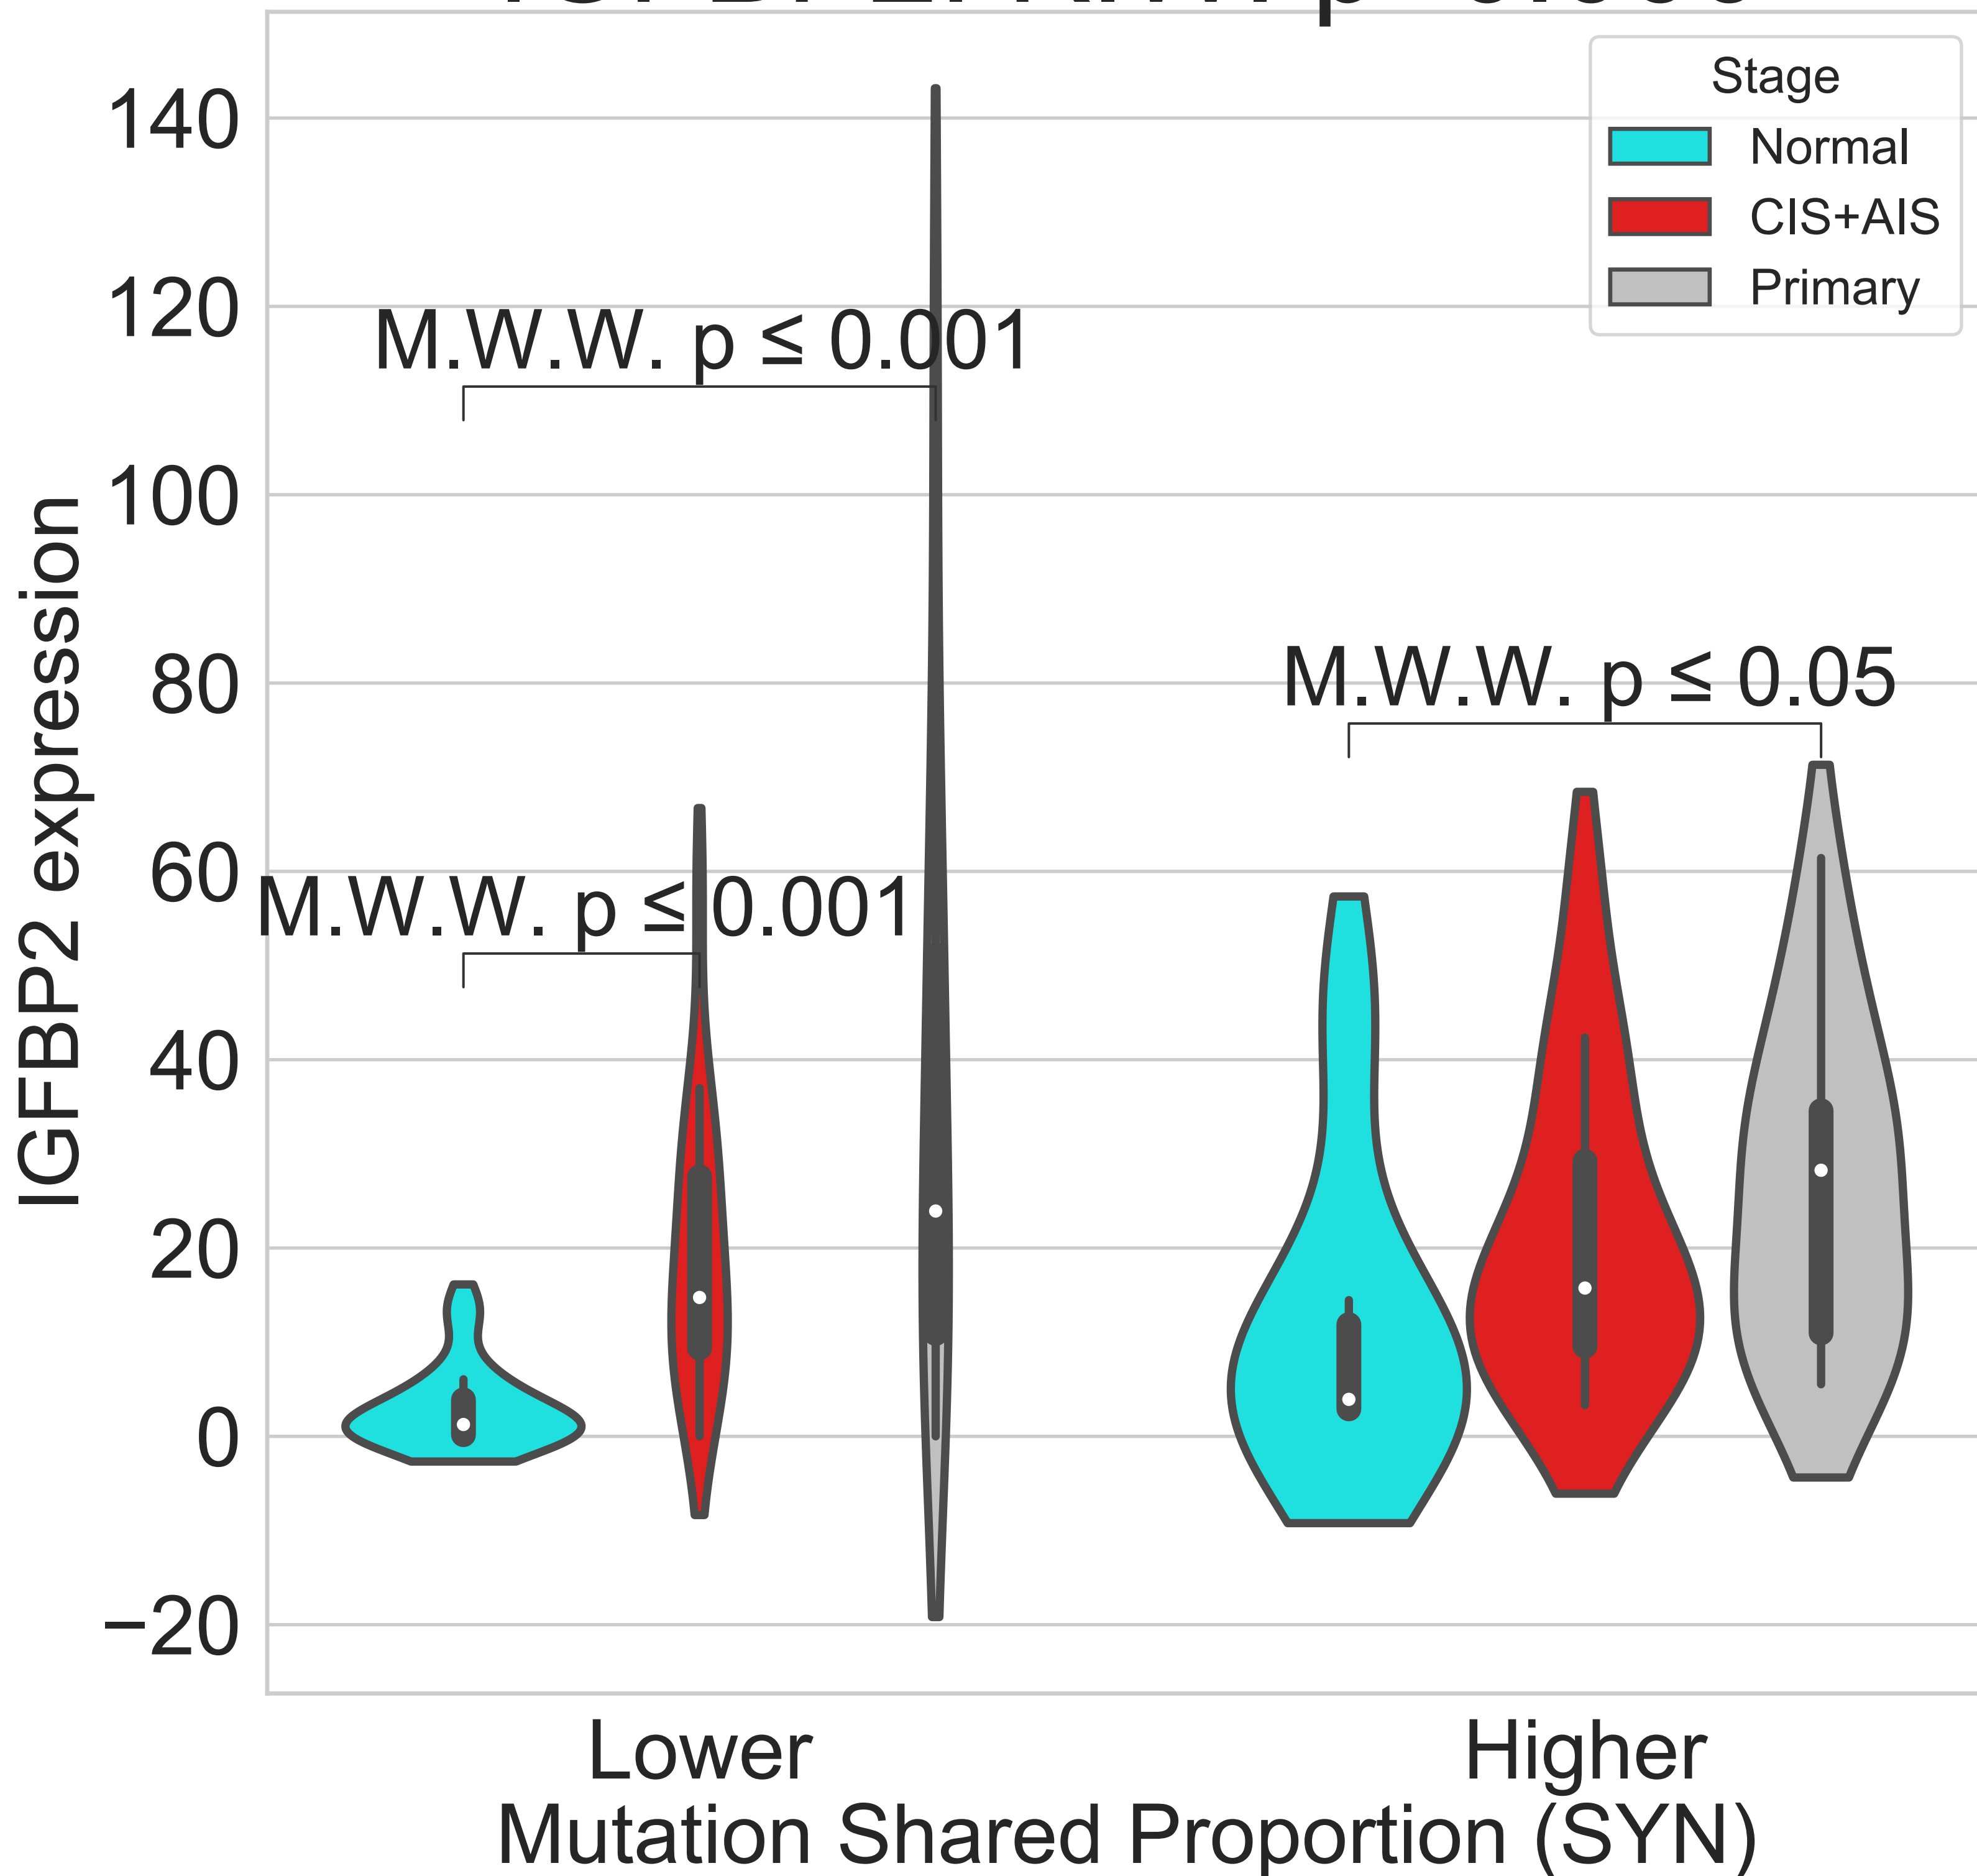 Stage
Normal
CIS+AIS
Primary
140
120
100
80
60
40
20
0
−20
IGFBP2 expression
M.W.W. p ≤ 0.001
M.W.W. p ≤ 0.05
M.W.W. p ≤ 0.001
Lower
Higher
Mutation Shared Proportion (SYN)